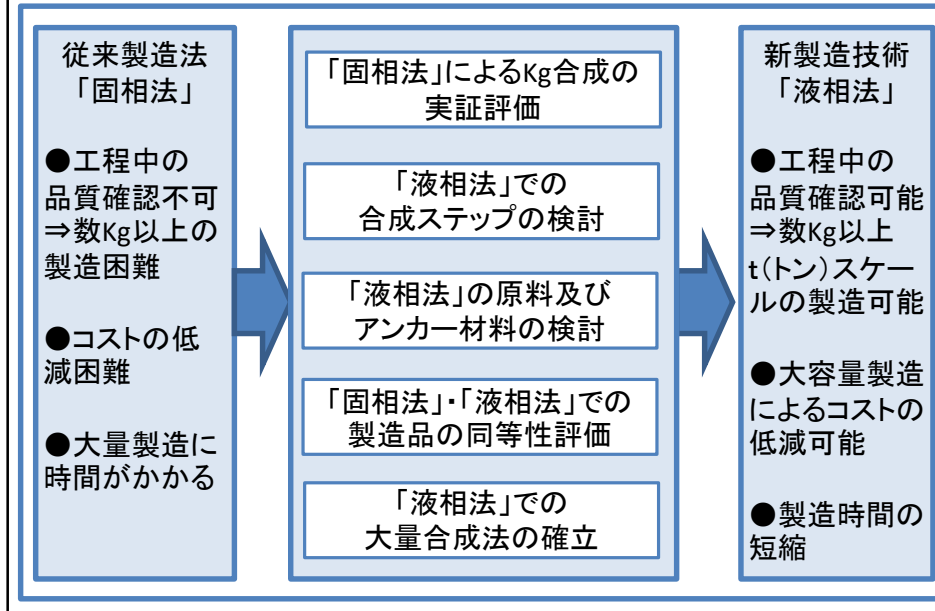 従来製造法
「固相法」
●工程中の
品質確認不可
⇒数Kg以上の
製造困難
●コストの低
減困難
●大量製造に
時間がかかる
「固相法」によるKg合成の
実証評価
「液相法」での
合成ステップの検討
「液相法」の原料及び
アンカー材料の検討
「固相法」・「液相法」での
製造品の同等性評価
「液相法」での
大量合成法の確立
新製造技術
「液相法」
●工程中の
品質確認可能
⇒数Kg以上
t(トン)スケー
ルの製造可能
●大容量製造
によるコストの
低減可能
●製造時間の
短縮